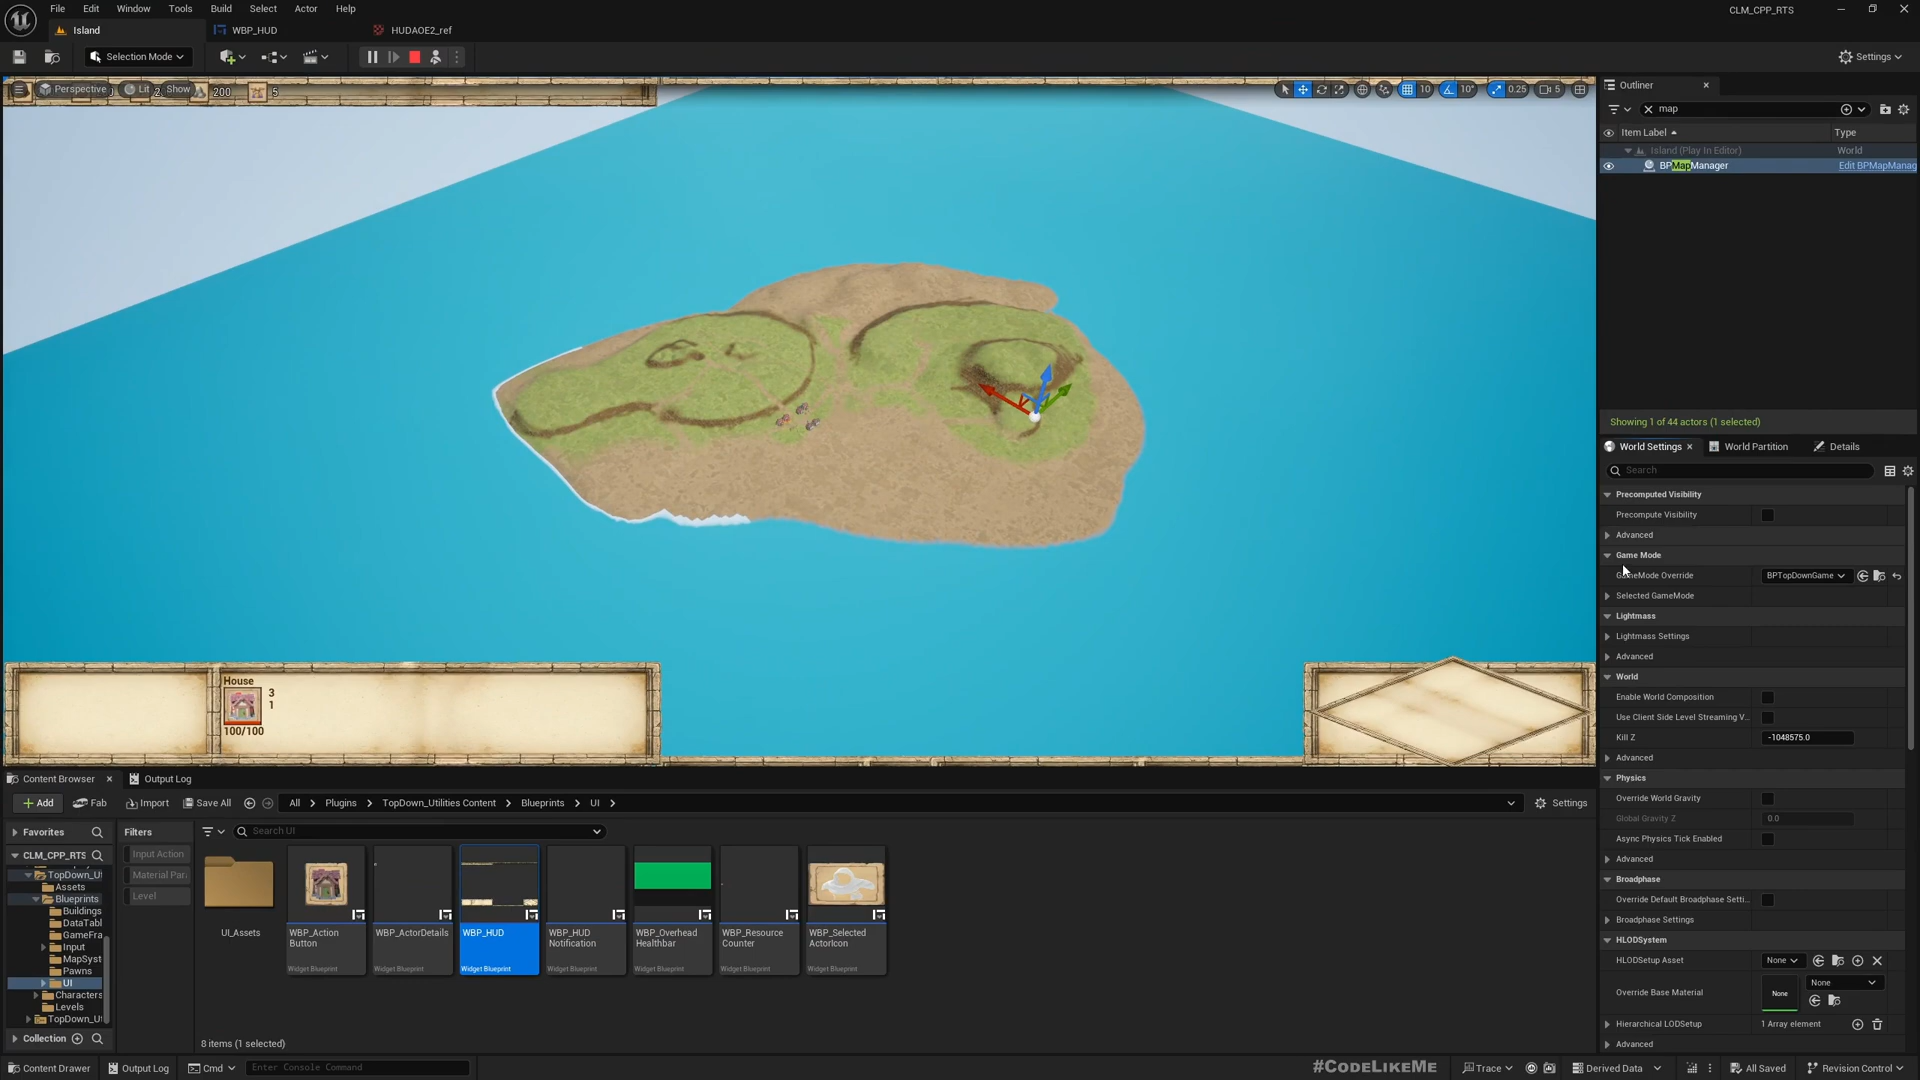 File Edit Window Tools Build Select Actor Help
CLM_CPP_RTS
Island WBP_HUD HUDAOE2_ref
Selection Mode
Settings
Perspective Lit Show 200 5
10 10° 0.25 5
Outliner
map
Item Label Type
Island (Play In Editor) World
BPMapManager Edit BPMapManag
Showing 1 of 44 actors (1 selected)
World Settings World Partition Details
Search
Precomputed Visibility
Precompute Visibility
Advanced
Game Mode
GameMode Override BPTopDownGame
Selected GameMode
Lightmass
Lightmass Settings
Advanced
World
Enable World Composition
Use Client Side Level Streaming V...
Kill Z -1048575.0
Advanced
Physics
Override World Gravity
Global Gravity Z 0.0
Async Physics Tick Enabled
Advanced
Broadphase
Override Default Broadphase Setti...
Broadphase Settings
HLODSystem
HLODSetup Asset None
Override Base Material None None
Hierarchical LODSetup 1 Array element
Advanced
House
3
1
100/100
Content Browser Output Log
Add Fab Import Save All All Plugins TopDown_Utilities Content Blueprints UI Settings
Favorites Filters Search UI
CLM_CPP_RTS
TopDown_Ut
Assets
Blueprints
Buildings
DataTabl
GameFra
Input
MapSyst
Pawns
UI
Characters
Levels
TopDown_Ut
Collection
Input Action
Material Par
Level
UI_Assets
WBP_Action
Button
Widget Blueprint
WBP_ActorDetails
Widget Blueprint
WBP_HUD
Widget Blueprint
WBP_HUD
Notification
Widget Blueprint
WBP_Overhead
Healthbar
Widget Blueprint
WBP_Resource
Counter
Widget Blueprint
WBP_Selected
ActorIcon
Widget Blueprint
8 items (1 selected)
Content Drawer Output Log Cmd Enter Console Command
#CODELIKEME
Trace Derived Data All Saved Revision Control